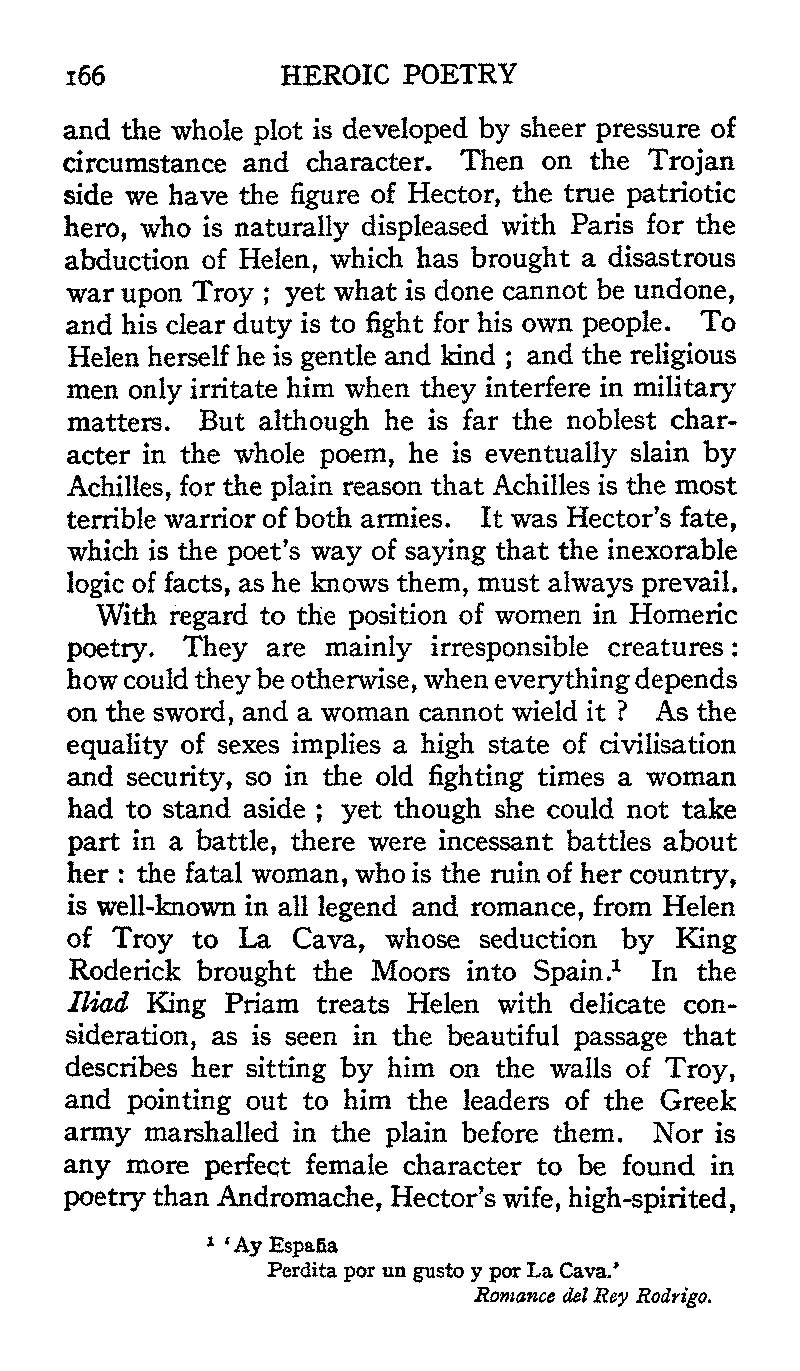 166 HEROIC POETRY
and the whole plot is developed by sheer pressure of
circumstance and character. Then on the Trojan
side we have the figure of Hector, the true patriotic
hero, who is naturally displeased with Paris for the
abduction of Helen, which has brought a disastrous
war upon Troy ; yet what is done cannot be undone,
and his clear duty is to fight for his own people. To
Helen herself he is gentle and kind ; and the religious
men only irritate him when they interfere in military
matters. But although he is far the noblest char-
acter in the whole poem, he is eventually slain by
Achilles, for the plain reason that Achilles is the most
terrible warrior of both armies. It was Hector's fate,
which is the poet's way of saying that the inexorable
logic of facts, as he knows them, must always prevail.
With regard to the position of women in Homeric
poetry. They are mainly irresponsible creatures :
how could they be otherwise, when everything depends
on the sword, and a woman cannot wield it ? As the
equality of sexes implies a high state of civilisation
and security, so in the old fighting times a woman
had to stand aside ; yet though she could not take
part in a battle, there were incessant battles about
her : the fatal woman, who is the ruin of her country,
is well-known in all legend and romance, from Helen
of Troy to La Cava, whose seduction by King
Roderick brought the Moors into Spain.¹ In the
Iliad King Priam treats Helen with delicate con-
sideration, as is seen in the beautiful passage that
describes her sitting by him on the walls of Troy,
and pointing out to him the leaders of the Greek
army marshalled in the plain before them. Nor is
any more perfect female character to be found in
poetry than Andromache, Hector's wife, high-spirited,
¹ 'Ay España
Perdita por un gusto y por La Cava.'
Romance del Rey Rodrigo.